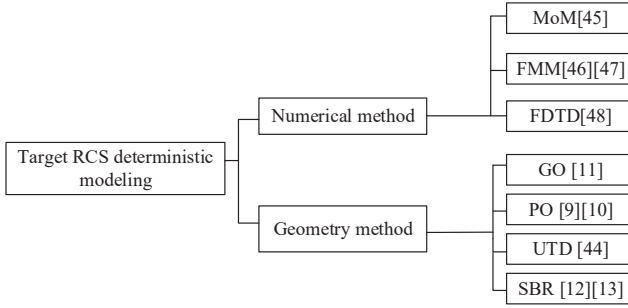 Target RCS deterministic
modeling
Numerical method
MoM[45]
FMM[46][47]
FDTD[48]
Geometry method
GO [11]
PO [9][10]
UTD [44]
SBR [12][13]